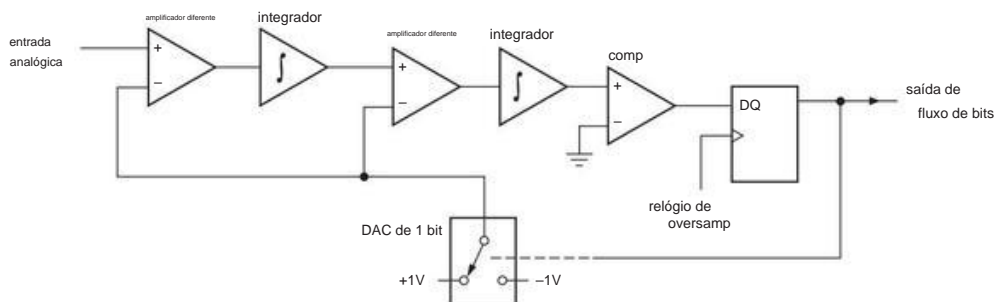 amplificador diferente
integrador
amplificador diferente
integrador
comp
entrada
analógica
+
−
∫
+
−
∫
+
−
DQ
saída de
fluxo de bits
relógio de
oversamp
DAC de 1 bit
+1V
−1V